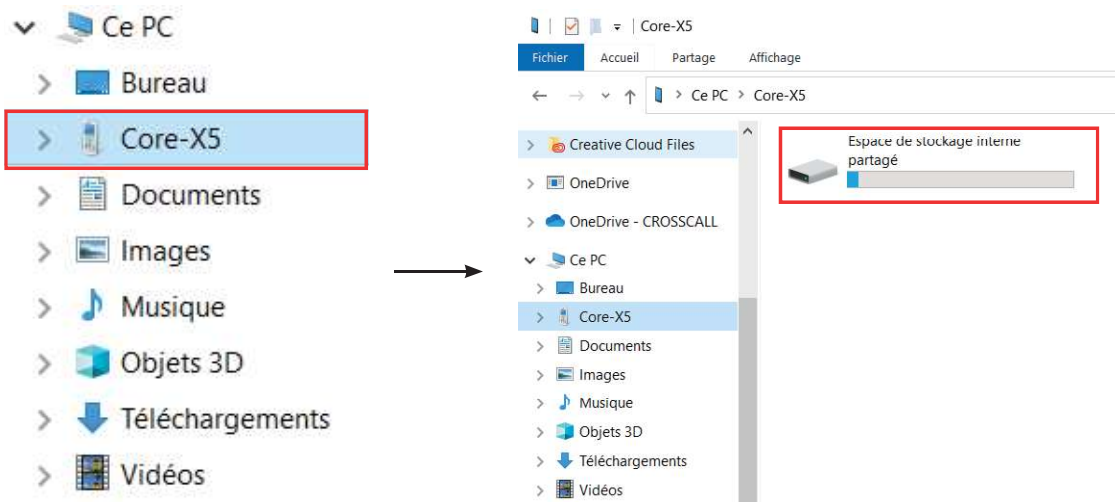 Ce PC
Bureau
Core-X5
Documents
Images
Musique
Objets 3D
Téléchargements
Vidéos
Core-X5
Fichier Accueil Partage Affichage
Ce PC > Core-X5
Creative Cloud Files
OneDrive
OneDrive - CROSSCALL
Ce PC
Bureau
Core-X5
Documents
Images
Musique
Objets 3D
Téléchargements
Vidéos
Espace de stockage interne
partagé